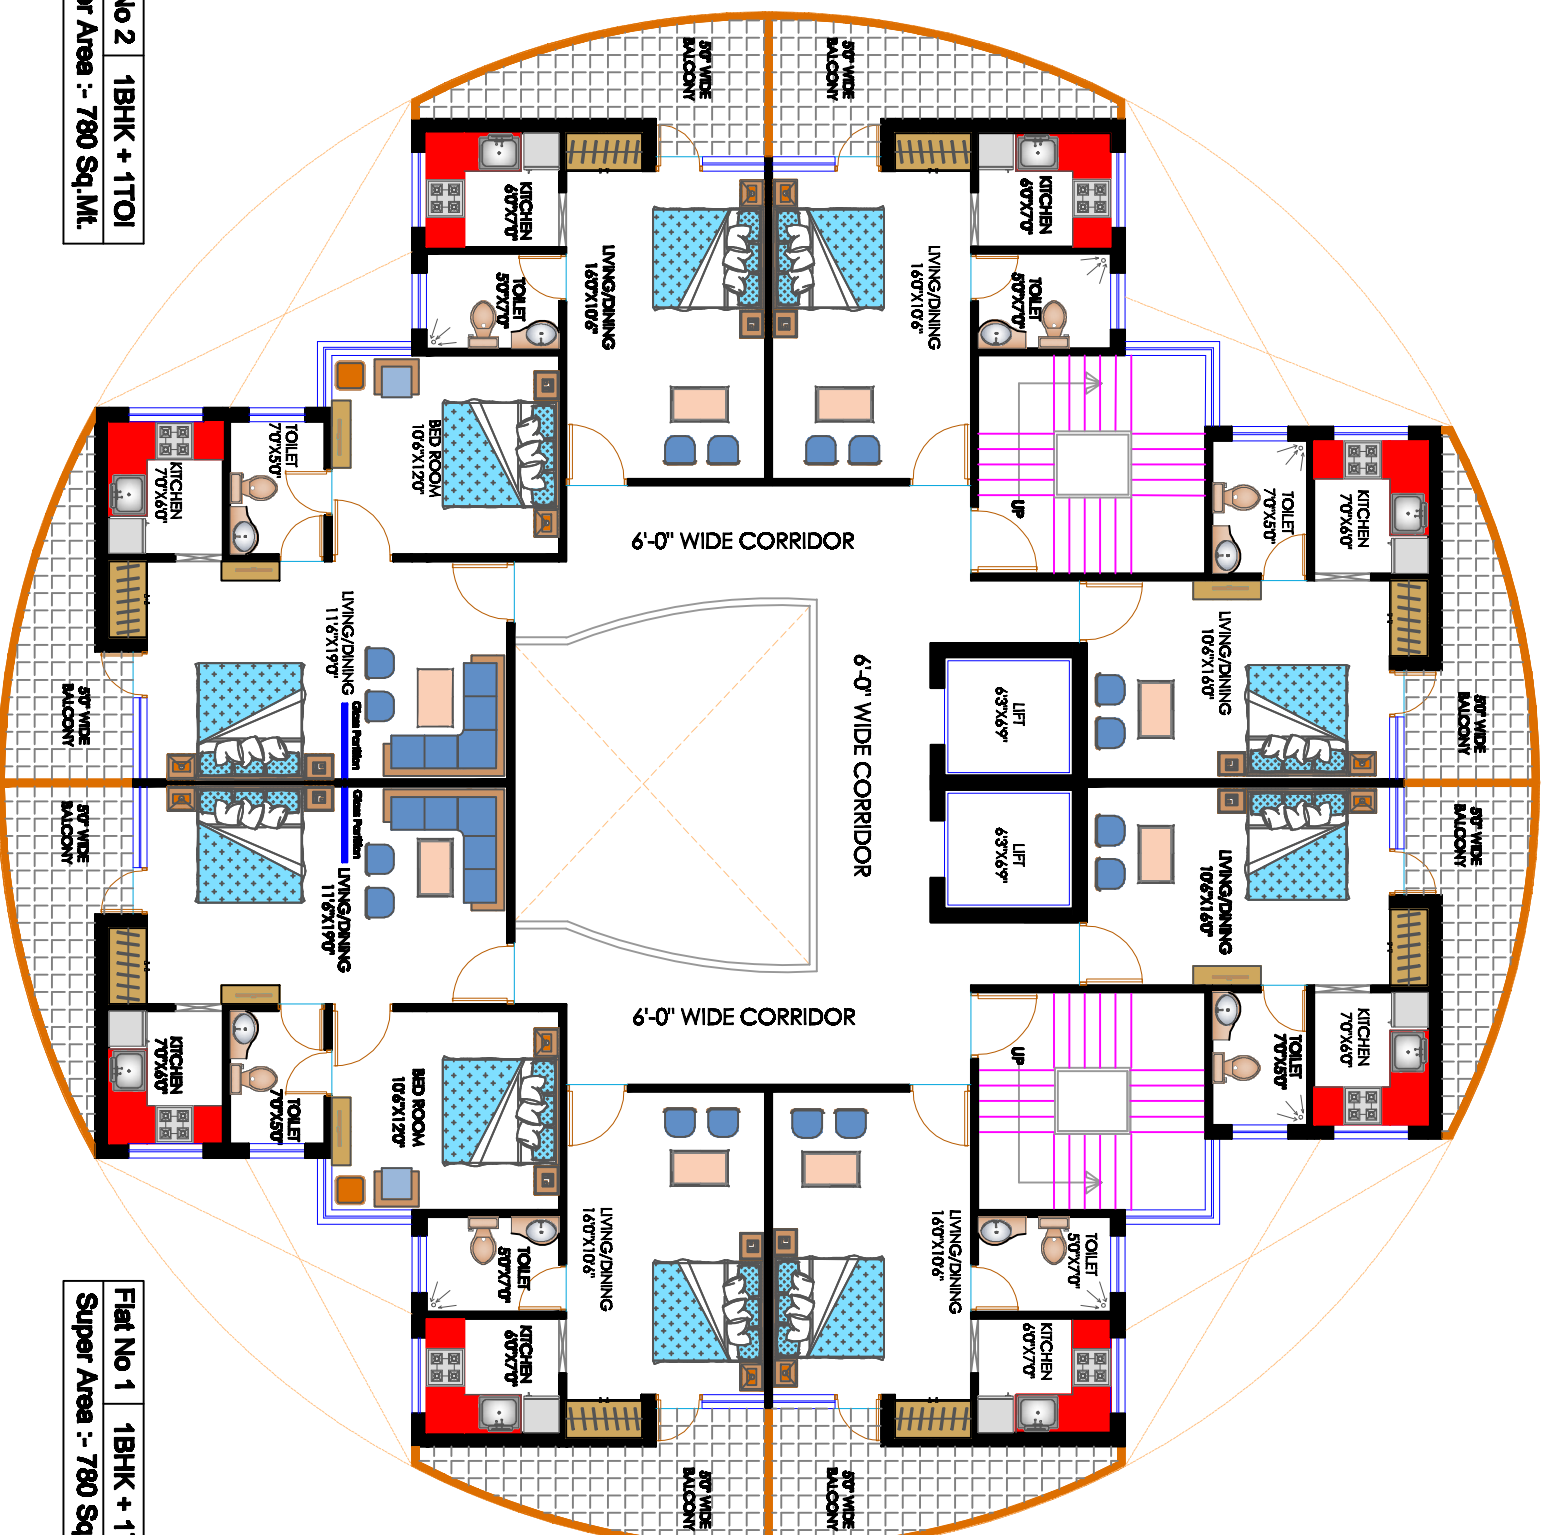 5'0" WIDE
BALCONY
5'0" WIDE
BALCONY
No 2
1BHK + 1TOI
er Area :- 780 Sq.Mt.
KITCHEN
6'0"X7'0"
KITCHEN
6'0"X7'0"
LIVING/DINING
16'0"X10'6"
LIVING/DINING
16'0"X10'6"
TOILET
5'0"X7'0"
TOILET
5'0"X7'0"
BED ROOM
10'6"X12'0"
TOILET
7'0"X5'0"
KITCHEN
7'0"X6'0"
UP
TOILET
7'0"X5'0"
KITCHEN
7'0"X6'0"
6'-0" WIDE CORRIDOR
LIVING/DINING
11'6"X19'0"
Glass Partition
6'-0" WIDE CORRIDOR
LIFT
6'3"X6'9"
LIVING/DINING
10'6"X16'0"
5'0" WIDE
BALCONY
5'0" WIDE
BALCONY
5'0" WIDE
BALCONY
Glass Partition
LIVING/DINING
11'6"X19'0"
LIFT
6'3"X6'9"
LIVING/DINING
10'6"X16'0"
5'0" WIDE
BALCONY
6'-0" WIDE CORRIDOR
KITCHEN
7'0"X6'0"
TOILET
7'0"X5'0"
BED ROOM
10'6"X12'0"
UP
TOILET
7'0"X5'0"
KITCHEN
7'0"X6'0"
LIVING/DINING
16'0"X10'6"
LIVING/DINING
16'0"X10'6"
TOILET
5'0"X7'0"
TOILET
5'0"X7'0"
KITCHEN
6'0"X7'0"
KITCHEN
6'0"X7'0"
Flat No 1
1BHK + 1
Super Area :- 780 Sq
5'0" WIDE
BALCONY
5'0" WIDE
BALCONY